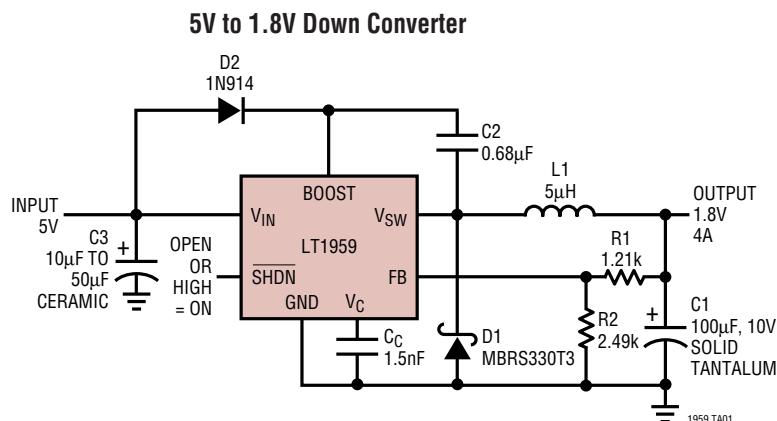 5V to 1.8V Down Converter
D2
1N914
C2
0.68µF
L1
5µH
INPUT
5V
OUTPUT
1.8V
4A
BOOST
VIN
VSW
LT1959
SHDN
FB
GND
VC
C3
+
10µF TO
50µF
CERAMIC
OPEN
OR
HIGH
= ON
R1
1.21k
R2
2.49k
+
C1
100µF, 10V
SOLID
TANTALUM
CC
1.5nF
D1
MBRS330T3
1959 TA01